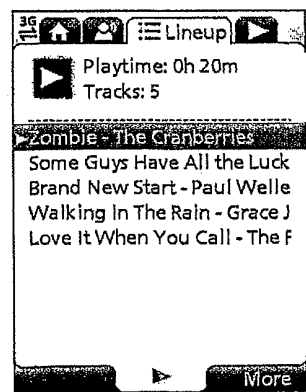 3G
Lineup
Playtime: 0h 20m
Tracks: 5
Zombie - The Cranberries
Some Guys Have All the Luck
Brand New Start - Paul Welle
Walking In The Rain - Grace J
Love It When You Call - The F
More